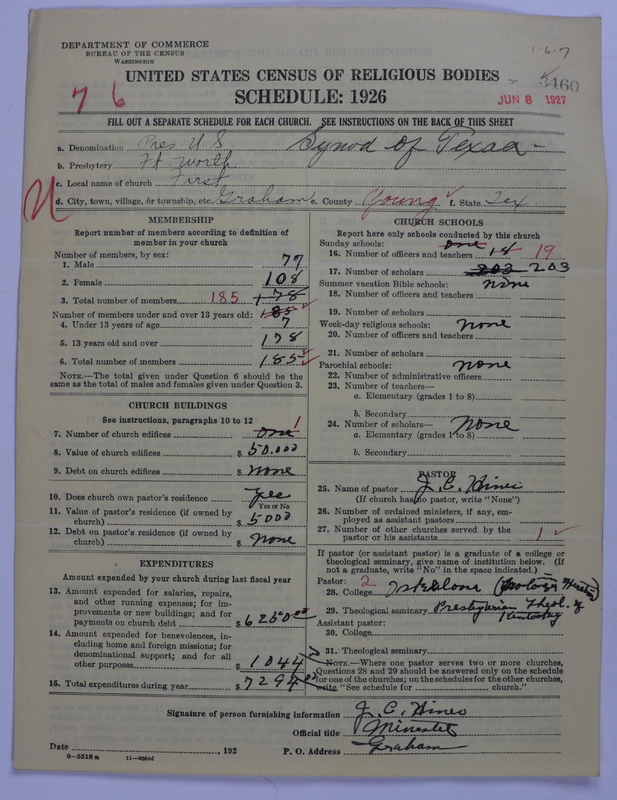 DEPARTMENT OF COMMERCE
BUREAU OF THE CENSUS
WASHINGTON
1-6-7
UNITED STATES CENSUS OF RELIGIOUS BODIES
SCHEDULE: 1926
7 6
3460
JUN 8 1927
FILL OUT A SEPARATE SCHEDULE FOR EACH CHURCH. SEE INSTRUCTIONS ON THE BACK OF THIS SHEET
a. Denomination Pres U S Synod of Texas
b. Presbytery Ft Worth
c. Local name of church First
d. City, town, village, or township, etc. Graham e. County Young f. State Tex
MEMBERSHIP
Report number of members according to definition of
member in your church
Number of members, by sex:
1. Male 77
2. Female 108
3. Total number of members 185 178
Number of members under and over 13 years old: 185
4. Under 13 years of age 7
5. 13 years old and over 178
6. Total number of members 185
NOTE.—The total given under Question 6 should be the
same as the total of males and females given under Question 3.
CHURCH BUILDINGS
See instructions, paragraphs 10 to 12
7. Number of church edifices one 1
8. Value of church edifices $ 50.000
9. Debt on church edifices $ None
10. Does church own pastor's residence Yes
Yes or No
11. Value of pastor's residence (if owned by
church) $ 5000
12. Debt on pastor's residence (if owned by
church) $ None
EXPENDITURES
Amount expended by your church during last fiscal year
13. Amount expended for salaries, repairs,
and other running expenses; for im-
provements or new buildings; and for
payments on church debt $ 6250.00
14. Amount expended for benevolences, in-
cluding home and foreign missions; for
denominational support; and for all
other purposes $ 1044
15. Total expenditures during year $ 7294.00
CHURCH SCHOOLS
Report here only schools conducted by this church
Sunday schools: one
16. Number of officers and teachers 18 19
17. Number of scholars 203 203
Summer vacation Bible schools: none
18. Number of officers and teachers
19. Number of scholars
Week-day religious schools: none
20. Number of officers and teachers
21. Number of scholars
Parochial schools: none
22. Number of administrative officers
23. Number of teachers—
a. Elementary (grades 1 to 8)
b. Secondary
24. Number of scholars— none
a. Elementary (grades 1 to 8)
b. Secondary
PASTOR
25. Name of pastor J. C. Hines
(If church has no pastor, write "None")
26. Number of ordained ministers, if any, em-
ployed as assistant pastors
27. Number of other churches served by the
pastor or his assistants 1
If pastor (or assistant pastor) is a graduate of a college or
theological seminary, give name of institution below. (If
not a graduate, write "No" in the space indicated.)
Pastor: 2
28. College
29. Theological seminary Presbyterian Theol. of
Kentucky
Assistant pastor:
30. College
31. Theological seminary
NOTE.—Where one pastor serves two or more churches,
Questions 28 and 29 should be answered only on the schedule
for one of the churches; on the schedules for the other churches,
write "See schedule for church."
Signature of person furnishing information J. C. Hines
Official title Minister
Date , 192 P. O. Address Graham
8—5518a 11—